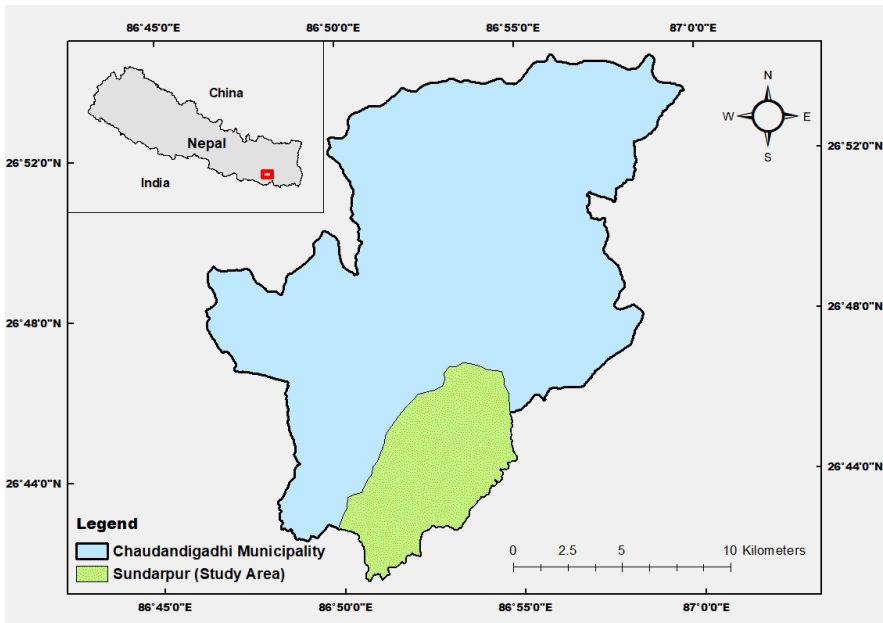 86°45'0"E 86°50'0"E 86°55'0"E 87°0'0"E
China
Nepal
India
N
W E
S
26°52'0"N 26°52'0"N
26°48'0"N 26°48'0"N
26°44'0"N 26°44'0"N
Legend
Chaudandigadhi Municipality
Sundarpur (Study Area)
0 2.5 5 10 Kilometers
86°45'0"E 86°50'0"E 86°55'0"E 87°0'0"E